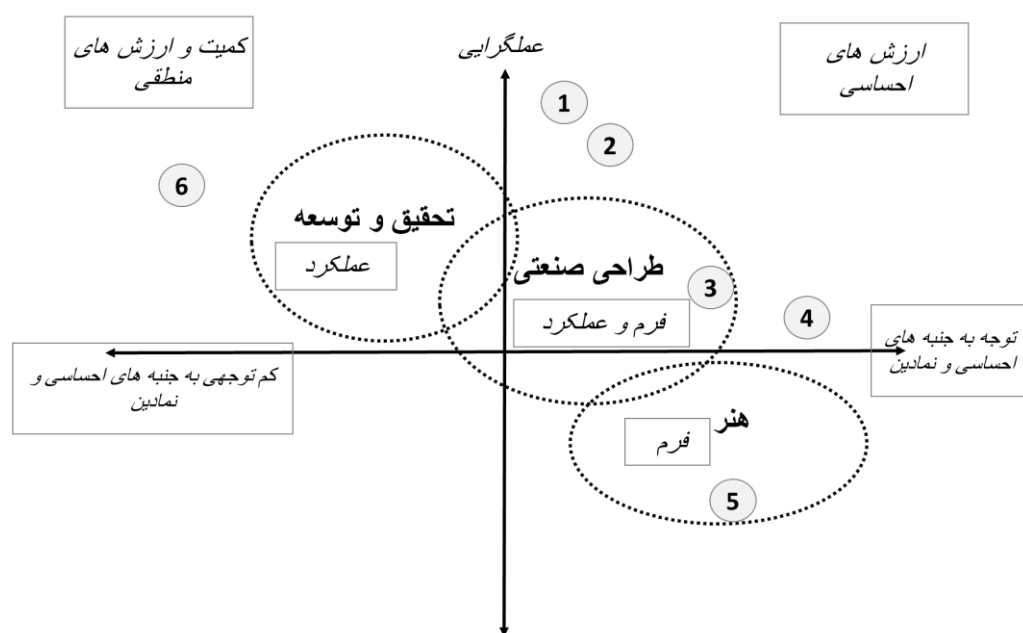 عملگرایی
ارزش های
احساسی
کمیت و ارزش های
منطقی
1
2
6
تحقیق و توسعه
عملکرد
طراحی صنعتی
3
فرم و عملکرد
4
توجه به جنبه های
احساسی و نمادین
کم توجهی به جنبه های احساسی و
نمادین
هنر
فرم
5